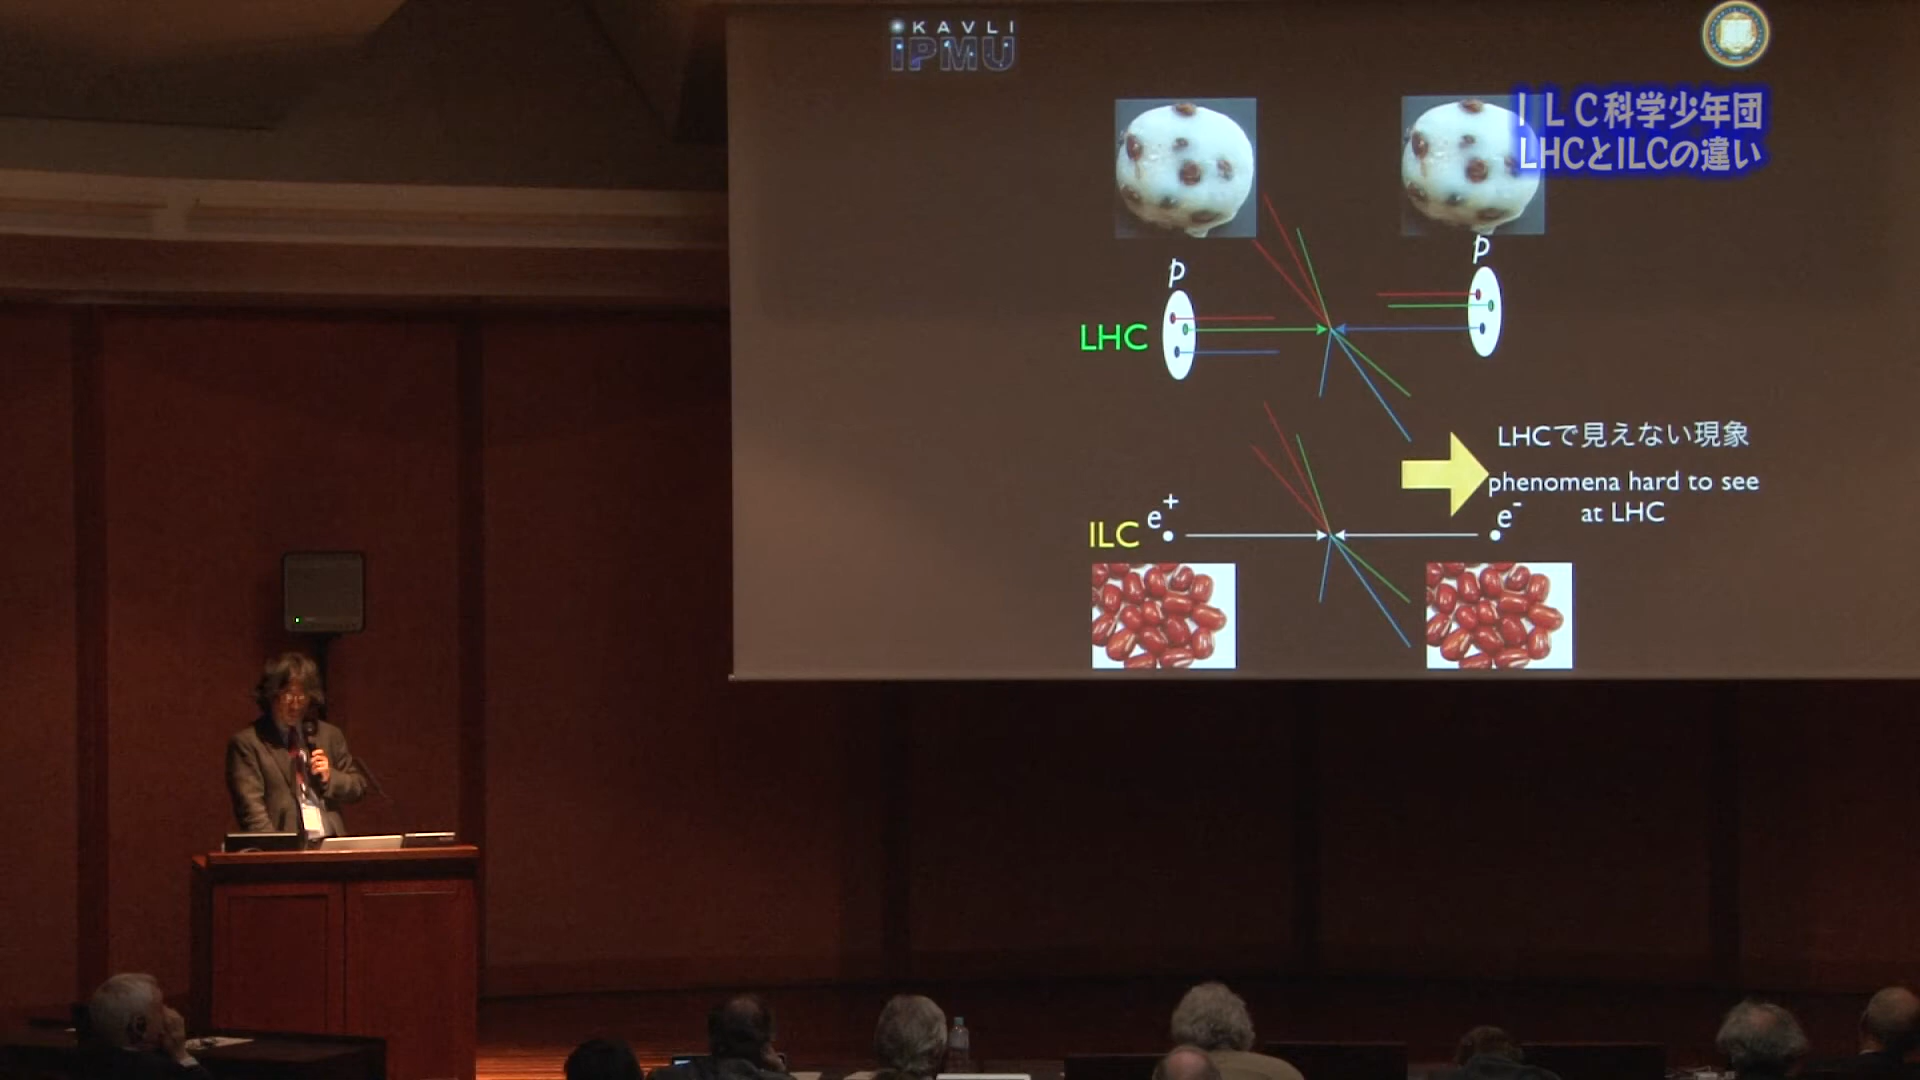 KAVLI
IPMU
ILC科学少年団
LHCとILCの違い
p
p
LHC
LHCで見えない現象
phenomena hard to see
at LHC
ILC
e+
e-